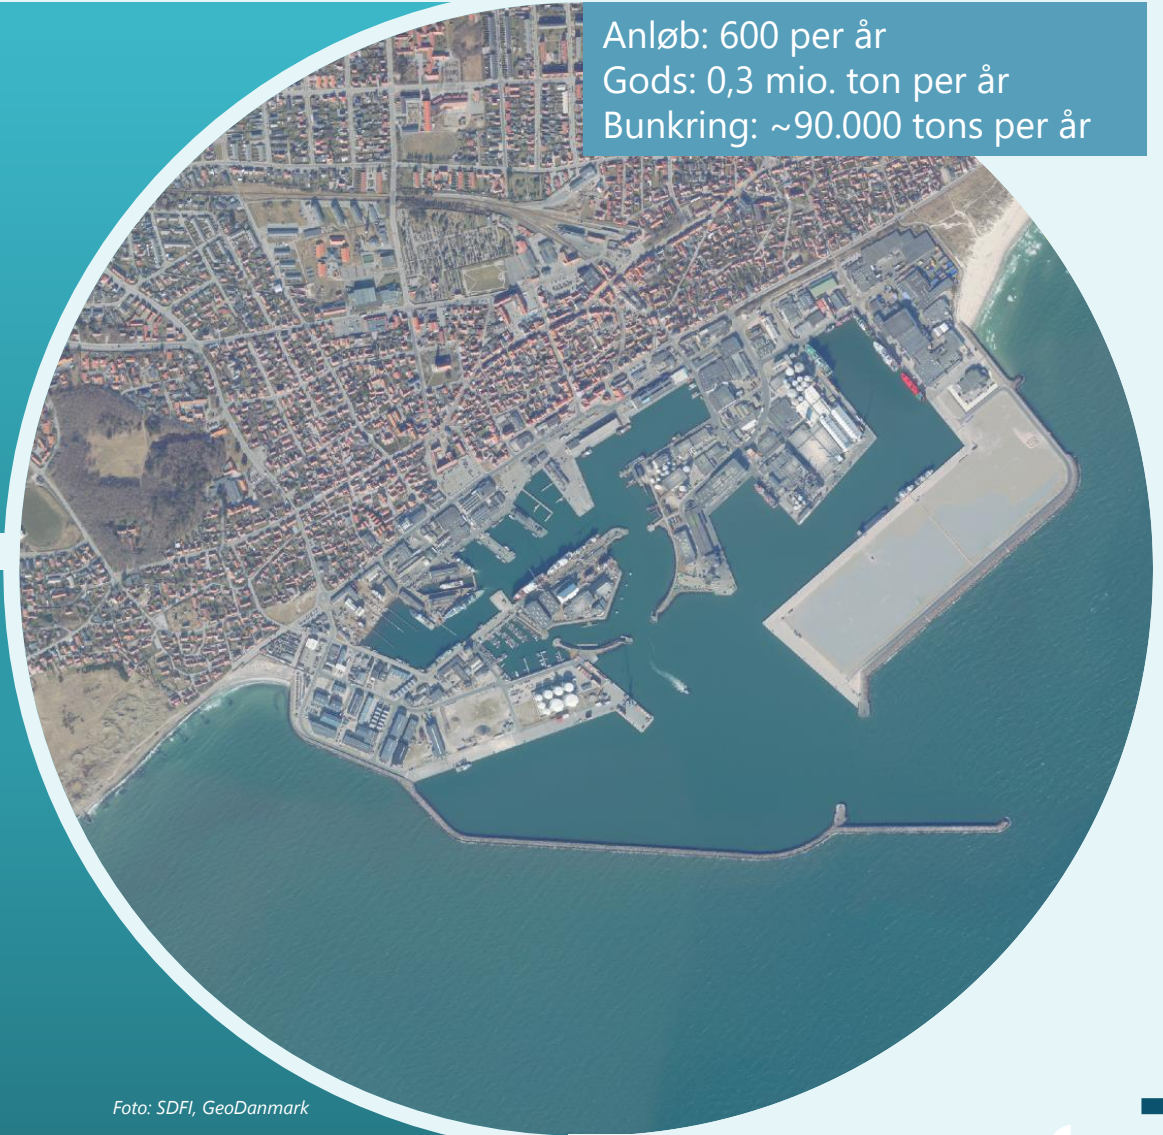 Anløb: 600 per år
Gods: 0,3 mio. ton per år
Bunkring: ~90.000 tons per år
Foto: SDFI, GeoDanmark